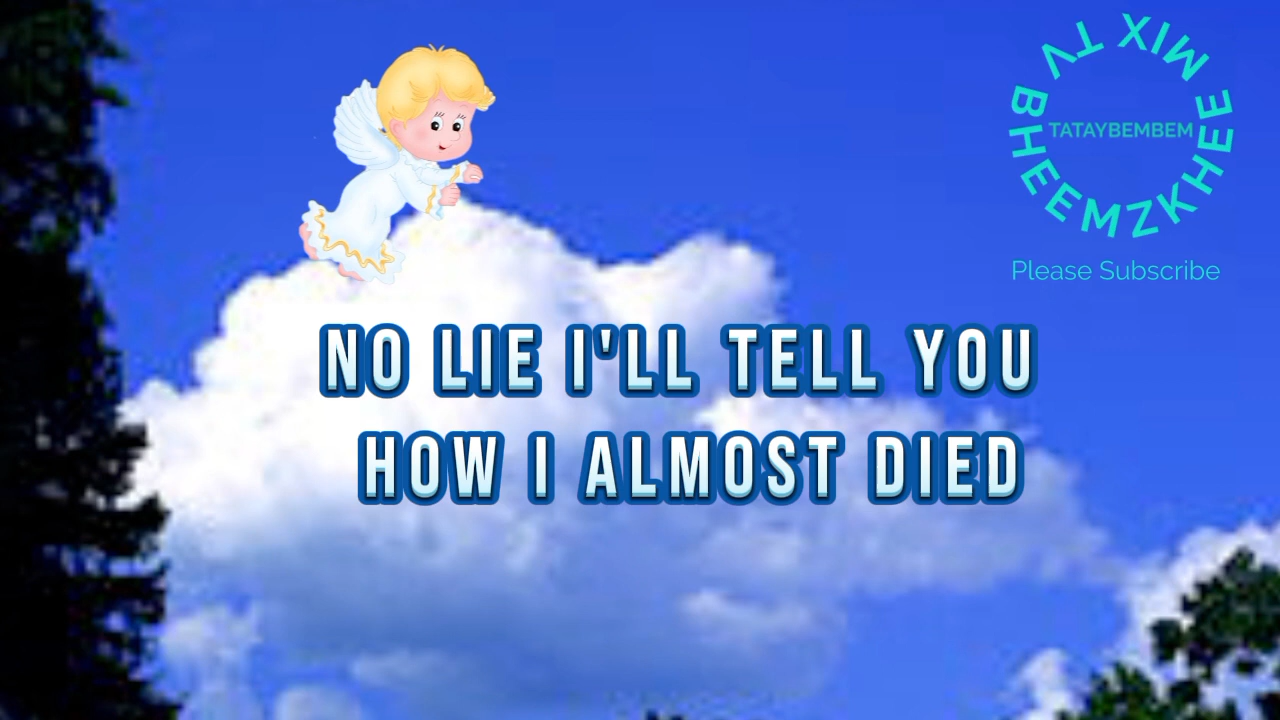 BHEEMZKHEE MIX TV
TATAYBEMBEM
Please Subscribe
NO LIE I'LL TELL YOU
HOW I ALMOST DIED